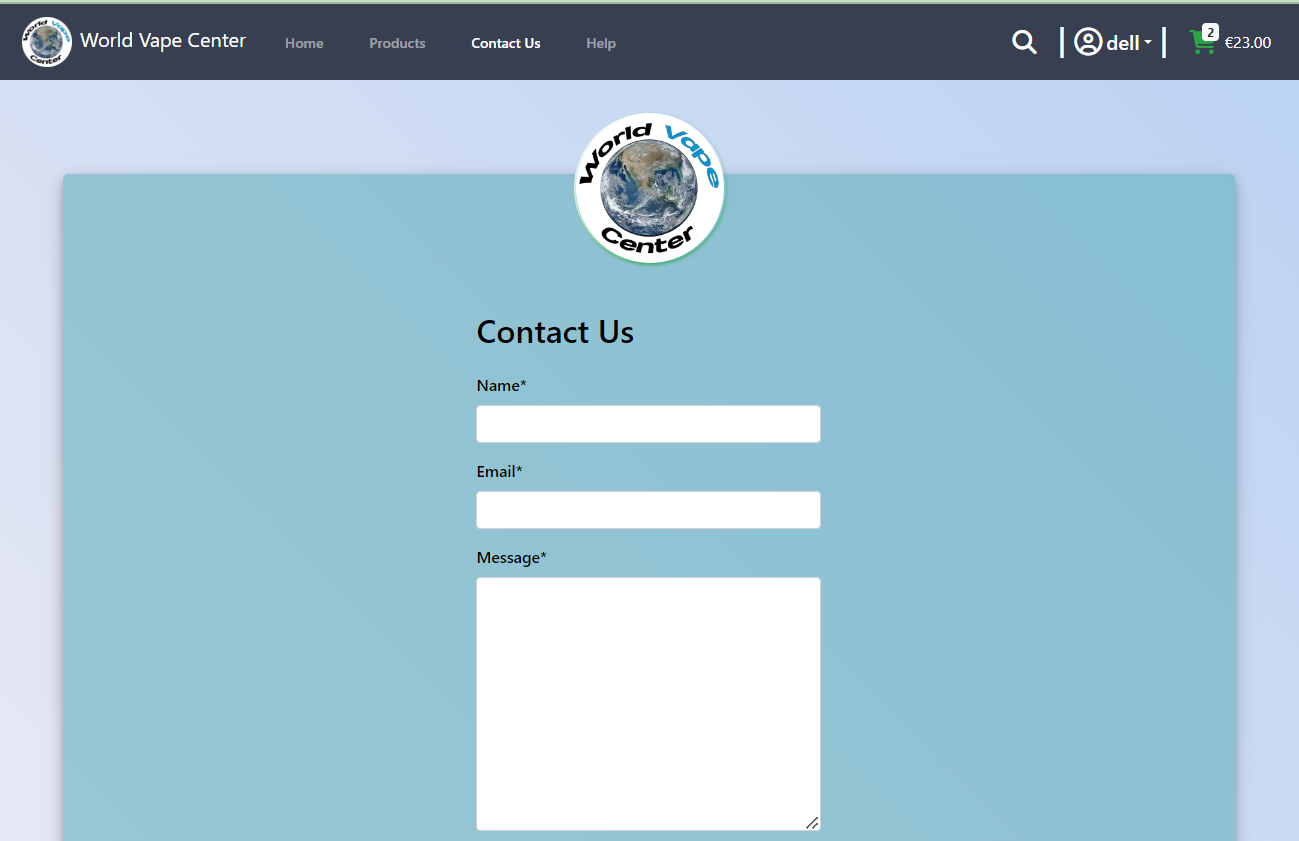 World Vape Center
World Vape Center Home Products Contact Us Help dell 2 €23.00
World Vape
Center
Contact Us
Name*
Email*
Message*